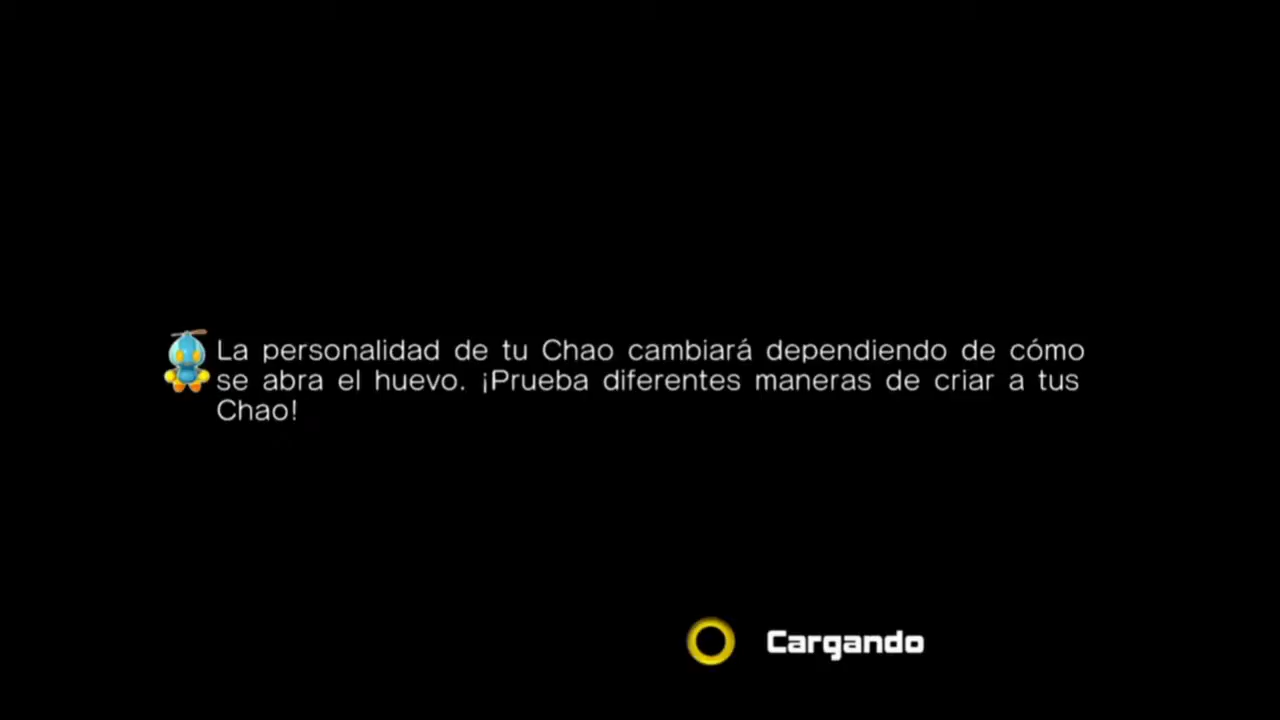 La personalidad de tu Chao cambiará dependiendo de cómo
se abra el huevo. ¡Prueba diferentes maneras de criar a tus
Chao!
Cargando